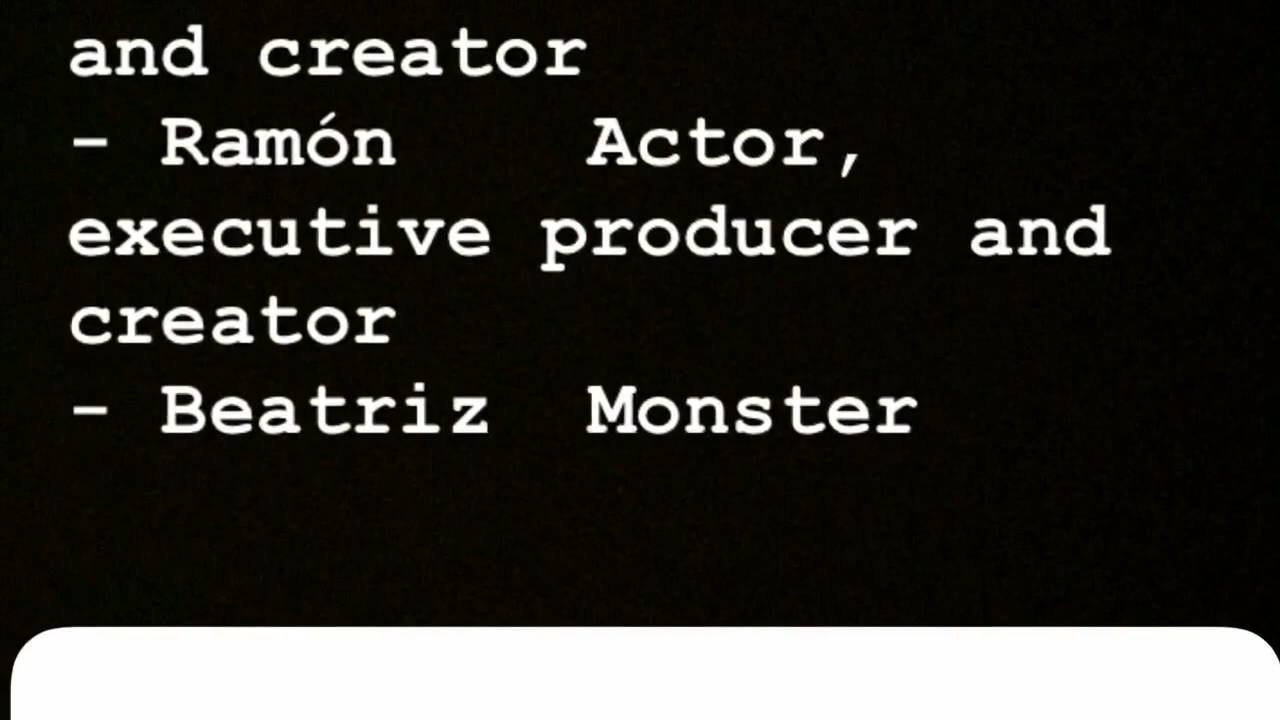 and creator
- Ramón    Actor,
executive producer and
creator
- Beatriz  Monster